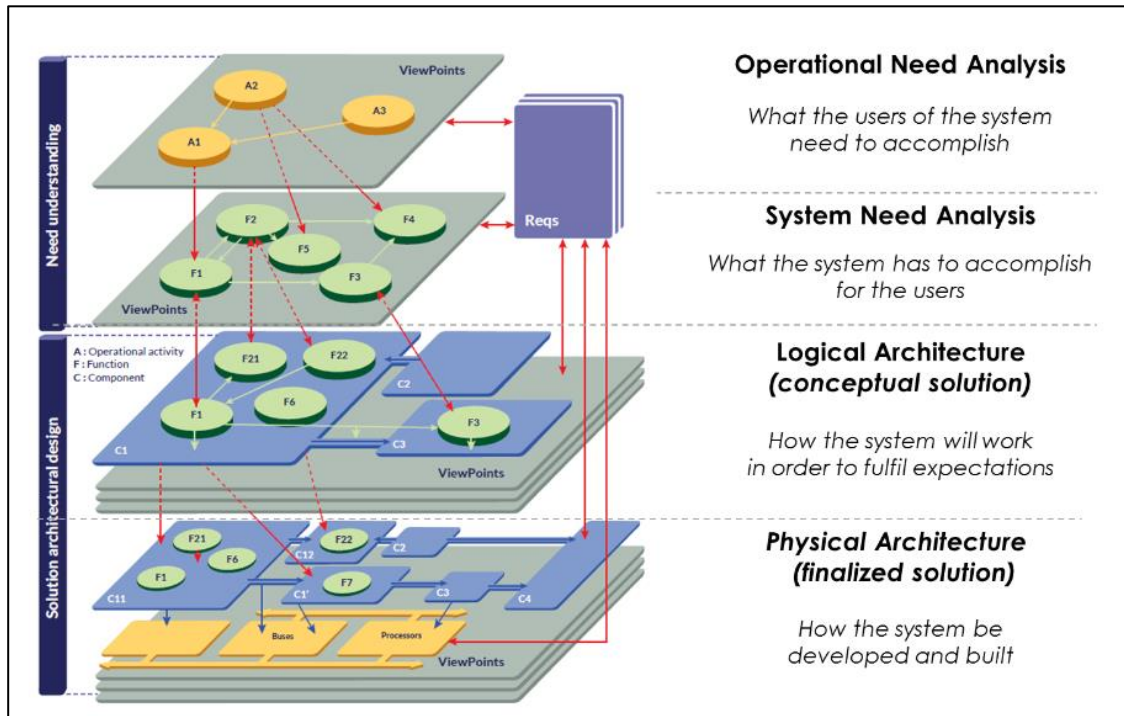 Need understanding
ViewPoints
A2
A3
A1
Reqs
F2
F4
F5
F1
F3
ViewPoints
Operational Need Analysis
What the users of the system
need to accomplish
System Need Analysis
What the system has to accomplish
for the users
Solution architectural design
A : Operational activity
F : Function
C : Component
F21
F22
C2
F6
F1
F3
C1
C3
ViewPoints
Logical Architecture
(conceptual solution)
How the system will work
in order to fulfil expectations
F21
F22
C2
F6
C12
F1
F7
C11
C1'
C3
C4
Buses
Processors
ViewPoints
Physical Architecture
(finalized solution)
How the system be
developed and built